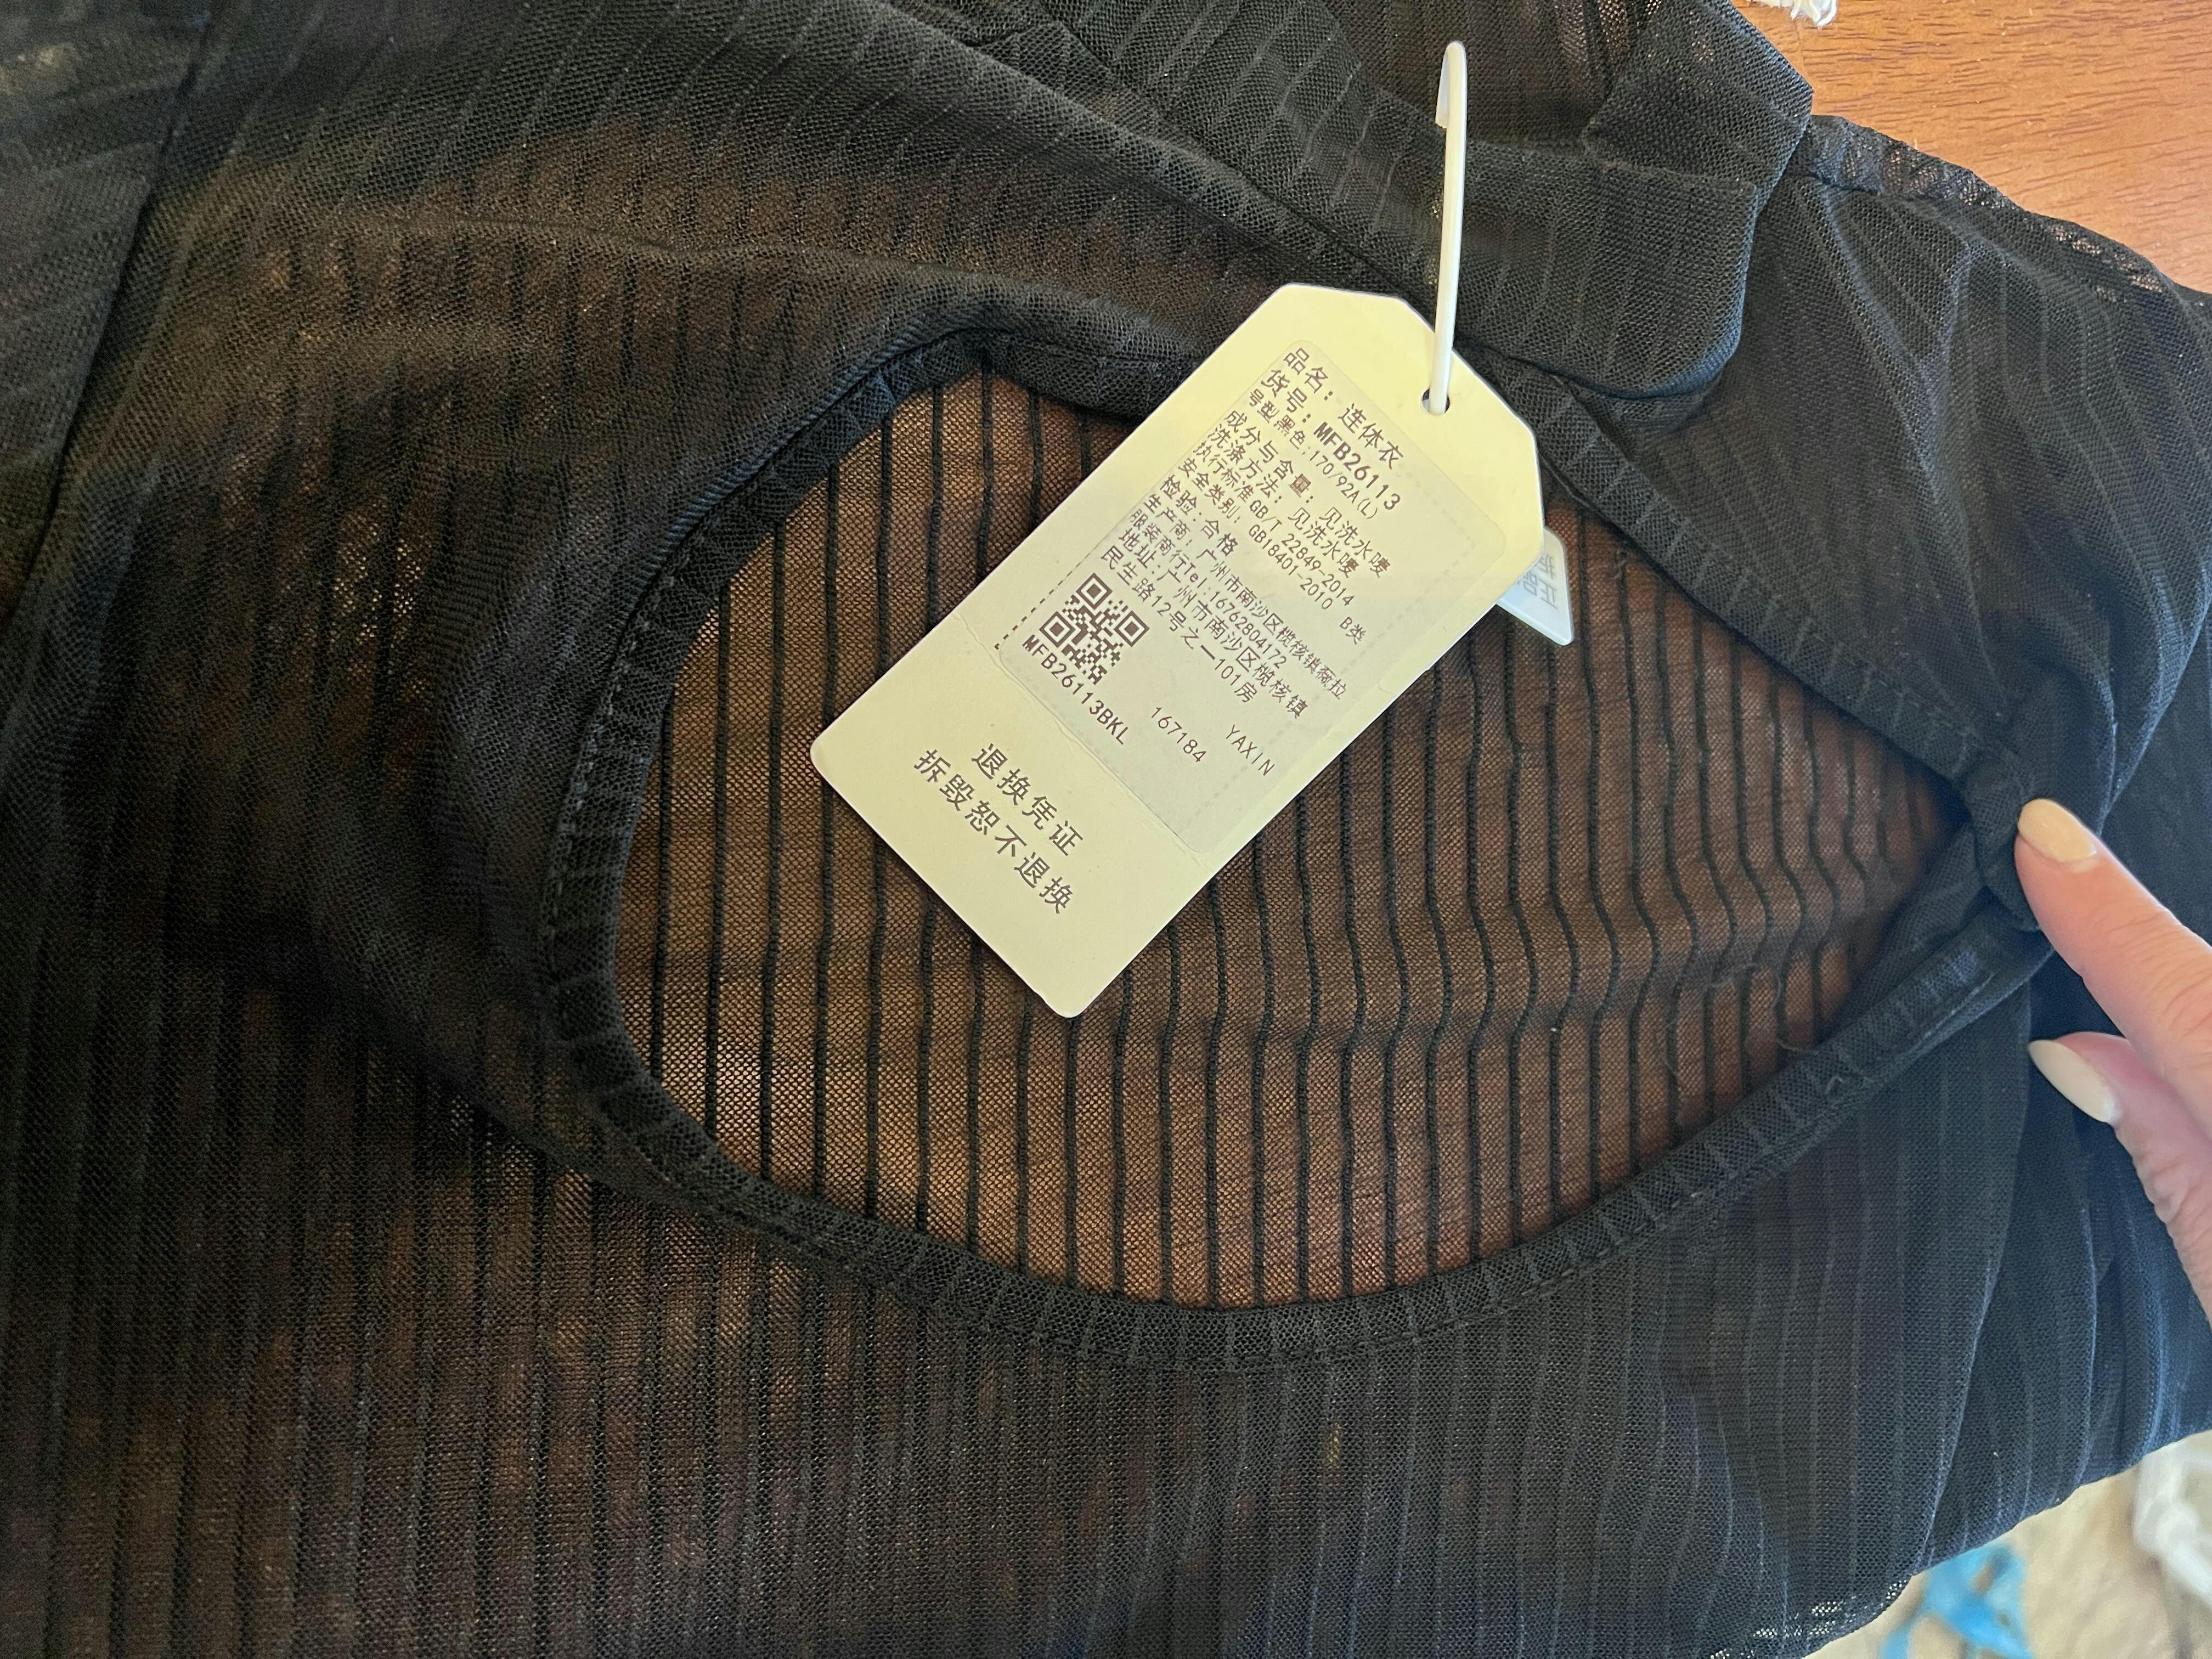 品名：连体衣
货号：MFB26113
号型黑色：170/92A(L)
成分与含量：见洗水唛
洗涤方法：见洗水唛
执行标准 GB/T 22849-2014
安全类别：GB18401-2010 B类
检验：合格
生产商：广州市南沙区榄核镇薇拉
服装商行Tel:16762804172
地址：广州市南沙区榄核镇
民生路12号之一101房
YAXIN
167184
MFB26113BKL
退换凭证
拆毁恕不退换